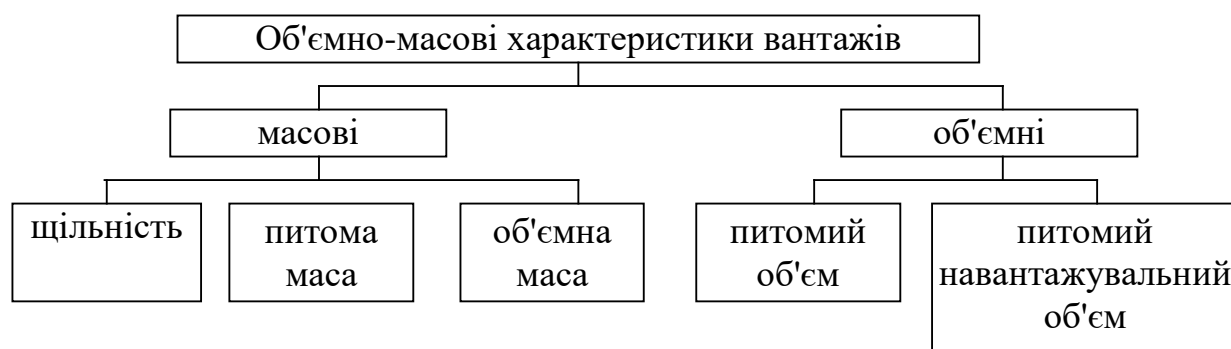 Об'ємно-масові характеристики вантажів
масові
об'ємні
щільність
питома
маса
об'ємна
маса
питомий
об'єм
питомий
навантажувальний
об'єм